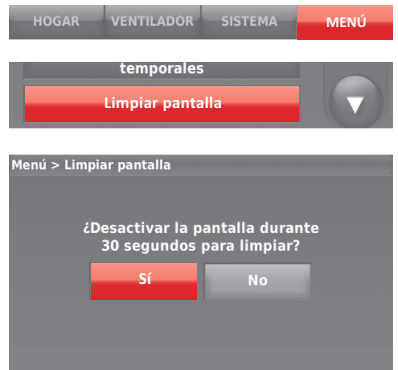 HOGAR VENTILADOR SISTEMA MENÚ
temporales
Limpiar pantalla
Menú > Limpiar pantalla
¿Desactivar la pantalla durante
30 segundos para limpiar?
Sí No